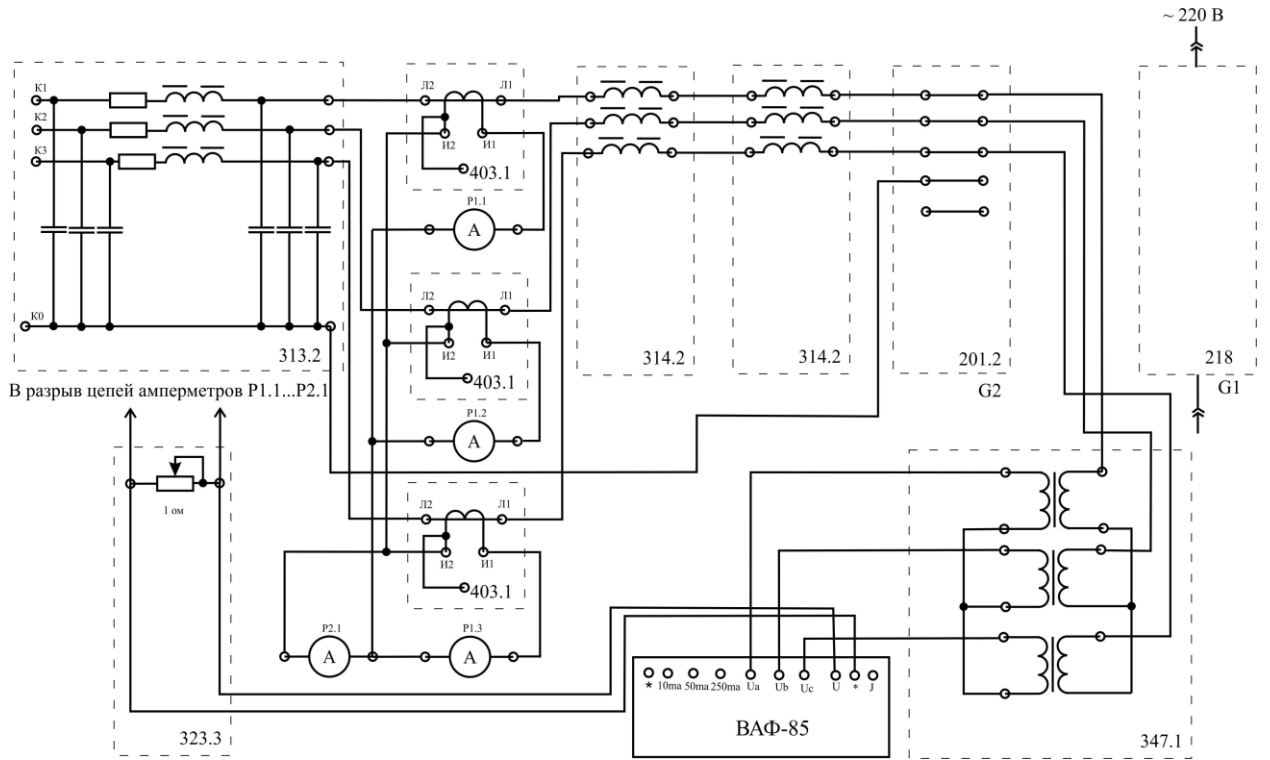 ~ 220 В
К1
К2
К3
К0
313.2
Л2
Л1
И2
И1
403.1
Р1.1
А
Л2
Л1
И2
И1
403.1
Р1.2
А
314.2
314.2
201.2
G2
218
G1
В разрыв цепей амперметров Р1.1...Р2.1
1 ом
323.3
Л2
Л1
И2
И1
403.1
Р2.1
А
Р1.3
А
* 10ma 50ma 250ma Ua Ub Uc U * J
ВАФ-85
347.1